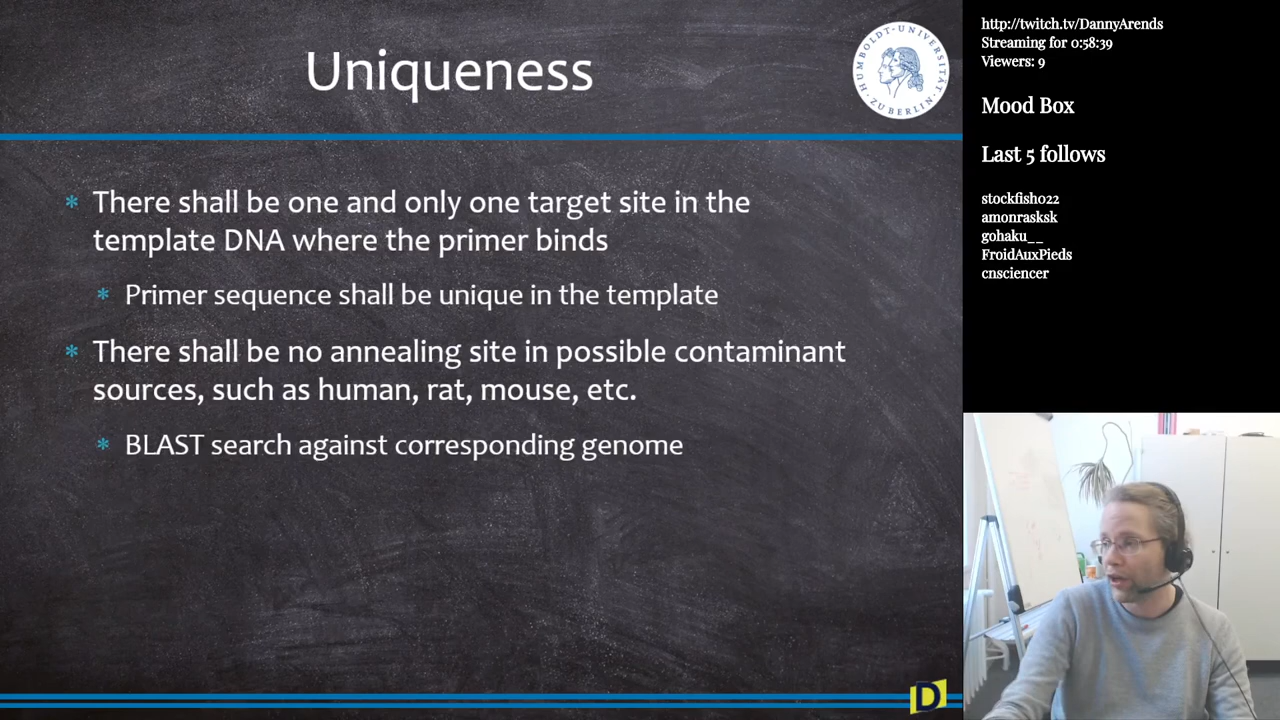 Uniqueness
HUMBOLDT-UNIVERSITÄT
ZU BERLIN
* There shall be one and only one target site in the
template DNA where the primer binds
* Primer sequence shall be unique in the template
* There shall be no annealing site in possible contaminant
sources, such as human, rat, mouse, etc.
* BLAST search against corresponding genome
D
http://twitch.tv/DannyArends
Streaming for 0:58:39
Viewers: 9
Mood Box
Last 5 follows
stockfish022
amonrasksk
gohaku__
FroidAuxPieds
cnsciencer